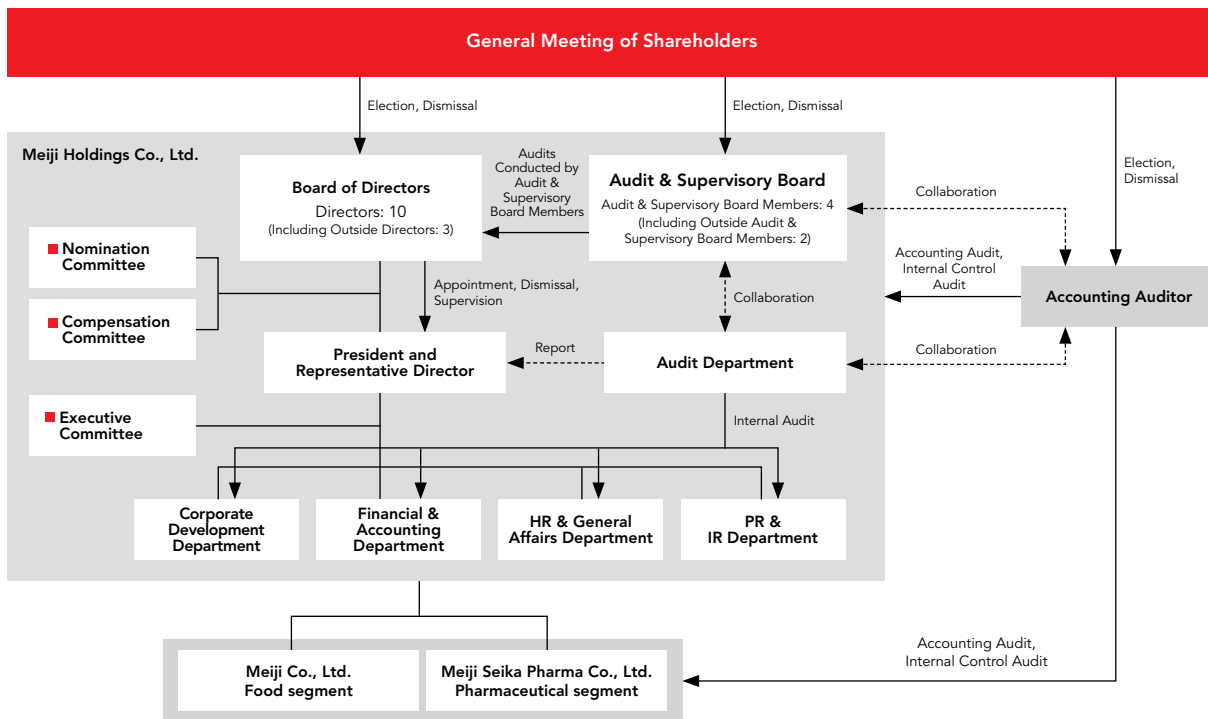 General Meeting of Shareholders
Election, Dismissal
Election, Dismissal
Election,
Dismissal
Meiji Holdings Co., Ltd.
Board of Directors
Directors: 10
(Including Outside Directors: 3)
Audits
Conducted by
Audit &
Supervisory
Board Members
Audit & Supervisory Board
Audit & Supervisory Board Members: 4
(Including Outside Audit &
Supervisory Board Members: 2)
Collaboration
Nomination
Committee
Compensation
Committee
Appointment, Dismissal,
Supervision
Collaboration
Accounting Audit,
Internal Control
Audit
Accounting Auditor
President and
Representative Director
Report
Audit Department
Collaboration
Executive
Committee
Internal Audit
Corporate
Development
Department
Financial &
Accounting
Department
HR & General
Affairs Department
PR &
IR Department
Meiji Co., Ltd.
Food segment
Meiji Seika Pharma Co., Ltd.
Pharmaceutical segment
Accounting Audit,
Internal Control Audit